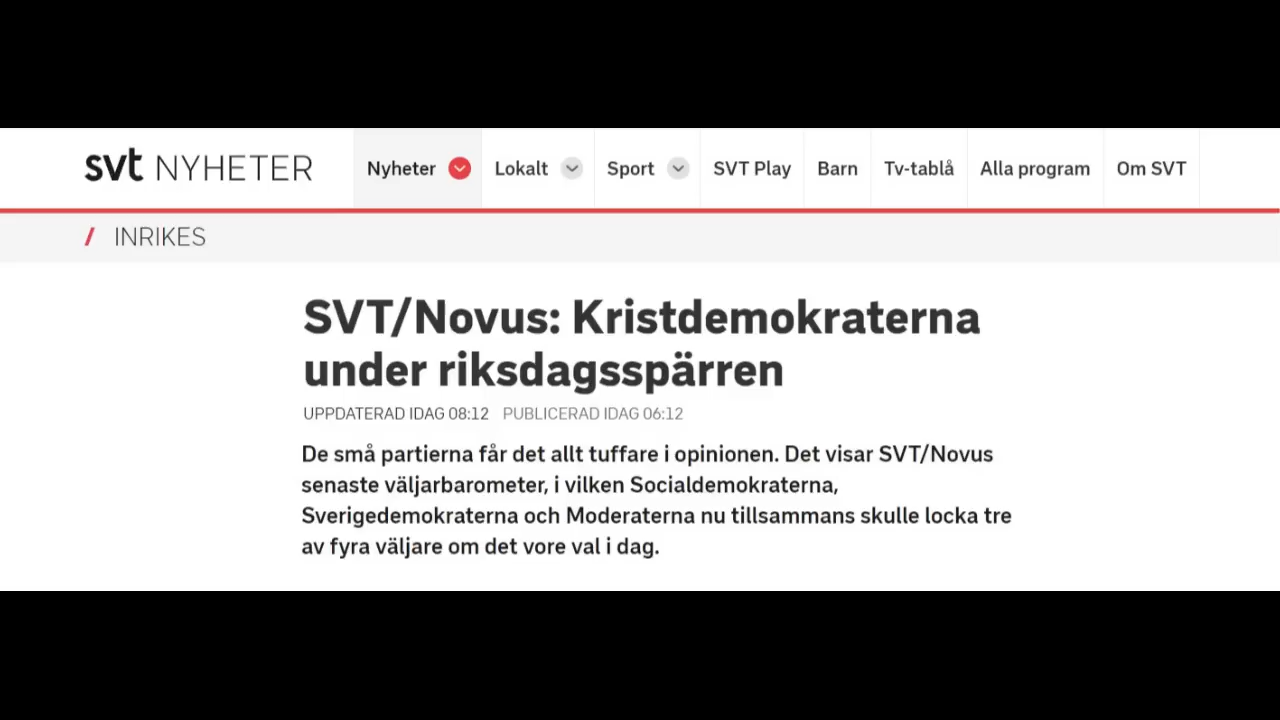 svt NYHETER Nyheter Lokalt Sport SVT Play Barn Tv-tablå Alla program Om SVT
/ INRIKES
SVT/Novus: Kristdemokraterna
under riksdagsspärren
UPPDATERAD IDAG 08:12 PUBLICERAD IDAG 06:12
De små partierna får det allt tuffare i opinionen. Det visar SVT/Novus
senaste väljarbarometer, i vilken Socialdemokraterna,
Sverigedemokraterna och Moderaterna nu tillsammans skulle locka tre
av fyra väljare om det vore val i dag.